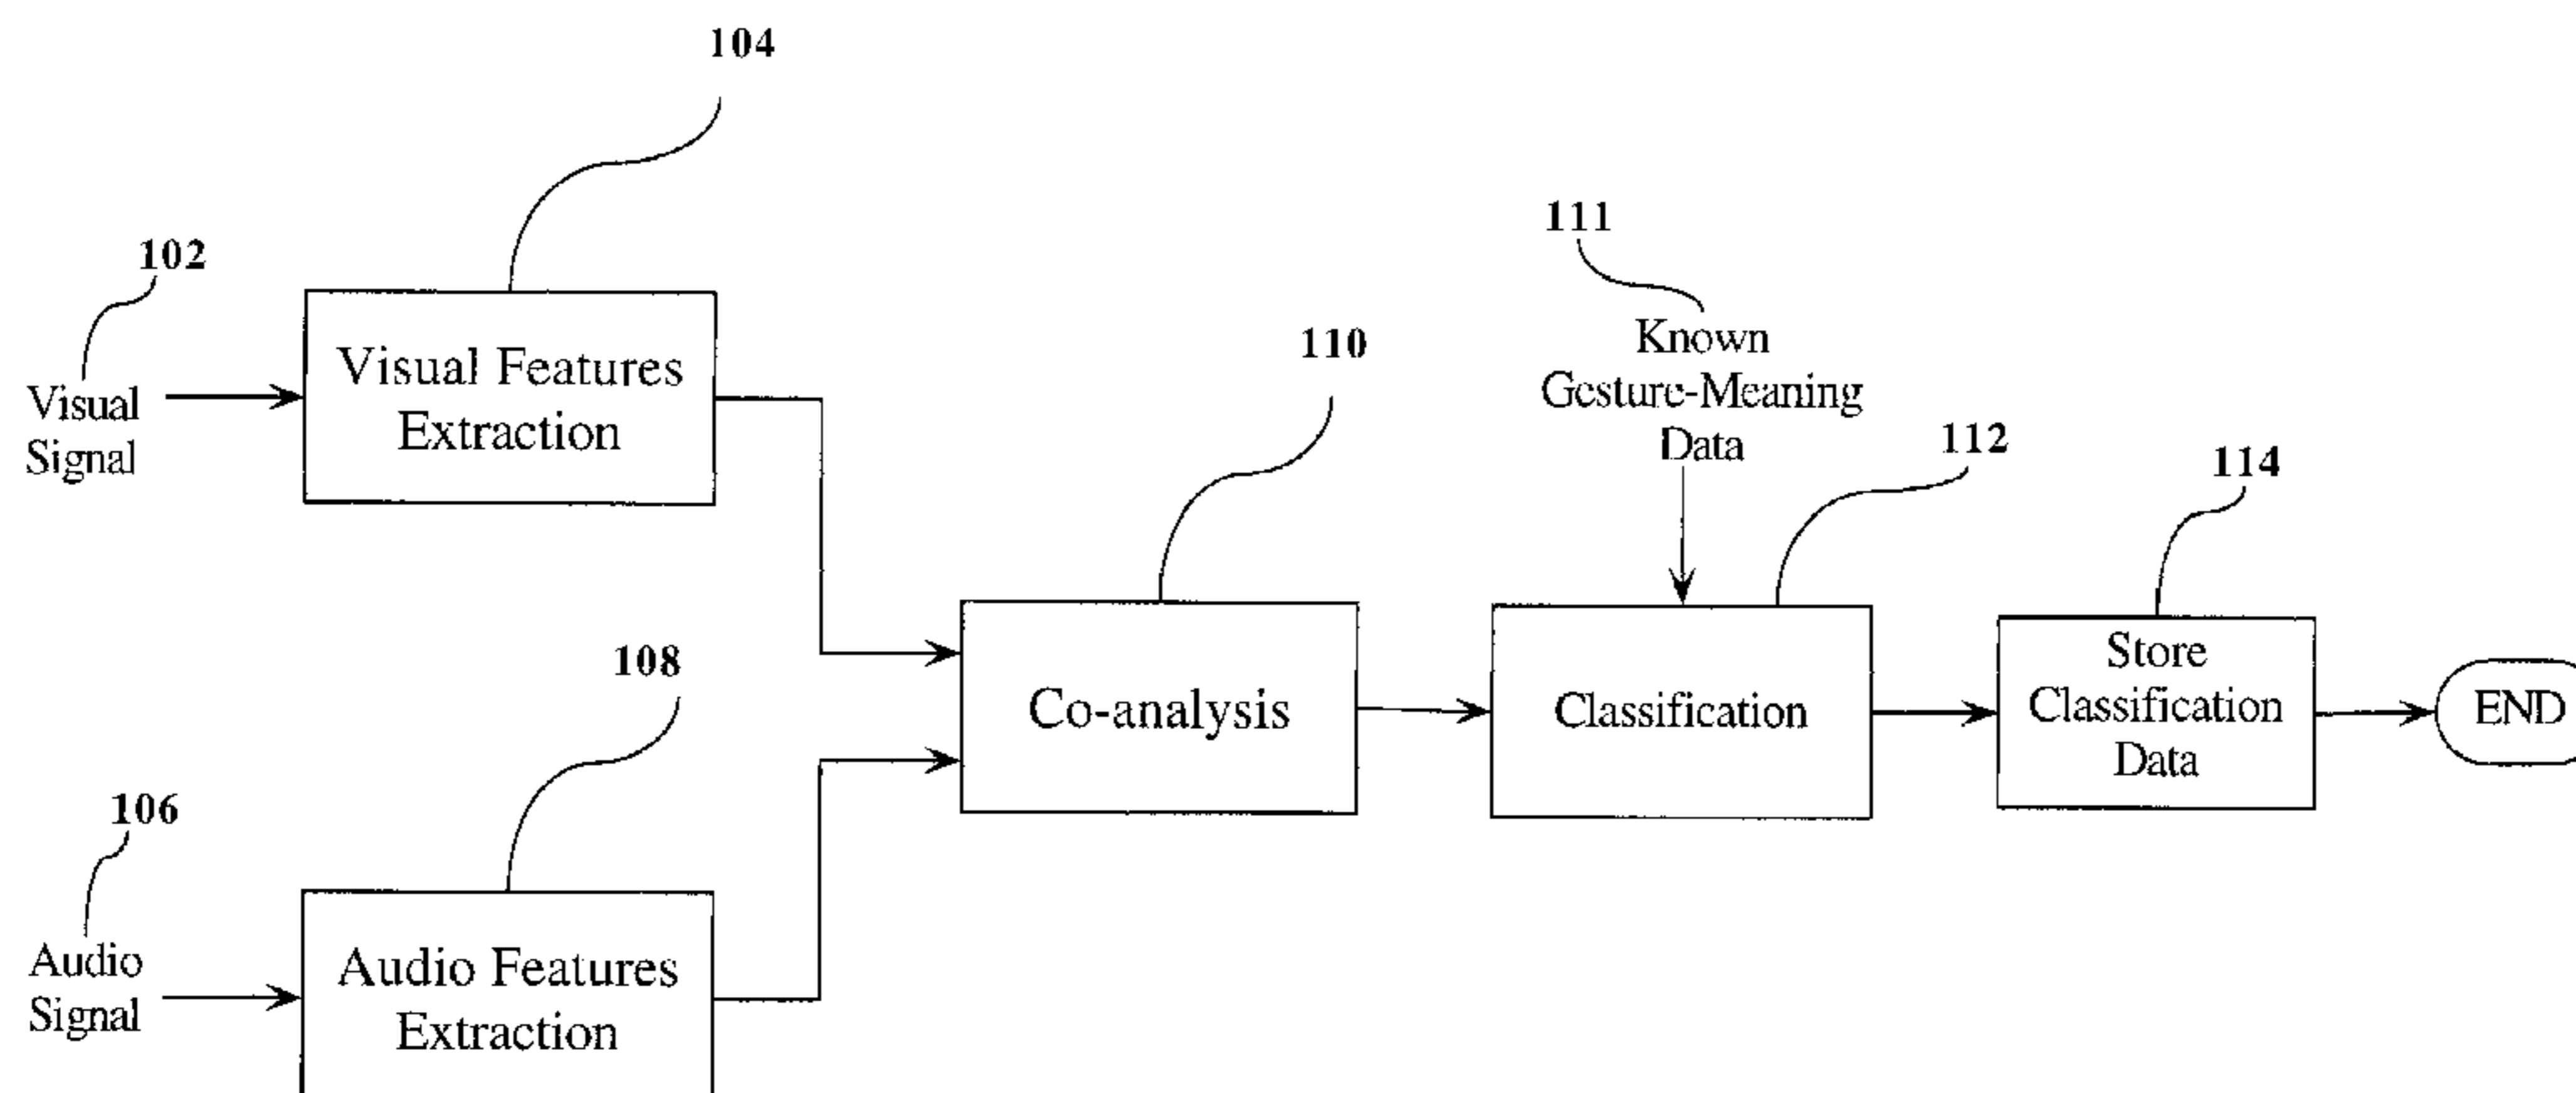 104
102
Visual
Signal
Visual Features
Extraction
111
Known
Gesture-Meaning
Data
110
112
114
108
106
Audio
Signal
Audio Features
Extraction
Co-analysis
Classification
Store
Classification
Data
END